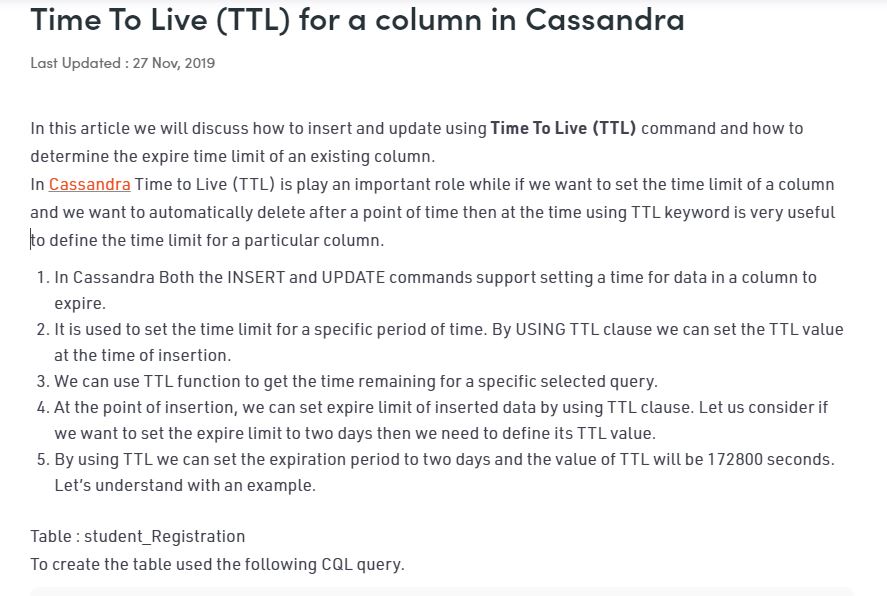 Time To Live (TTL) for a column in Cassandra
Last Updated : 27 Nov, 2019
In this article we will discuss how to insert and update using Time To Live (TTL) command and how to
determine the expire time limit of an existing column.
In Cassandra Time to Live (TTL) is play an important role while if we want to set the time limit of a column
and we want to automatically delete after a point of time then at the time using TTL keyword is very useful
to define the time limit for a particular column.
1. In Cassandra Both the INSERT and UPDATE commands support setting a time for data in a column to
expire.
2. It is used to set the time limit for a specific period of time. By USING TTL clause we can set the TTL value
at the time of insertion.
3. We can use TTL function to get the time remaining for a specific selected query.
4. At the point of insertion, we can set expire limit of inserted data by using TTL clause. Let us consider if
we want to set the expire limit to two days then we need to define its TTL value.
5. By using TTL we can set the expiration period to two days and the value of TTL will be 172800 seconds.
Let's understand with an example.
Table : student_Registration
To create the table used the following CQL query.